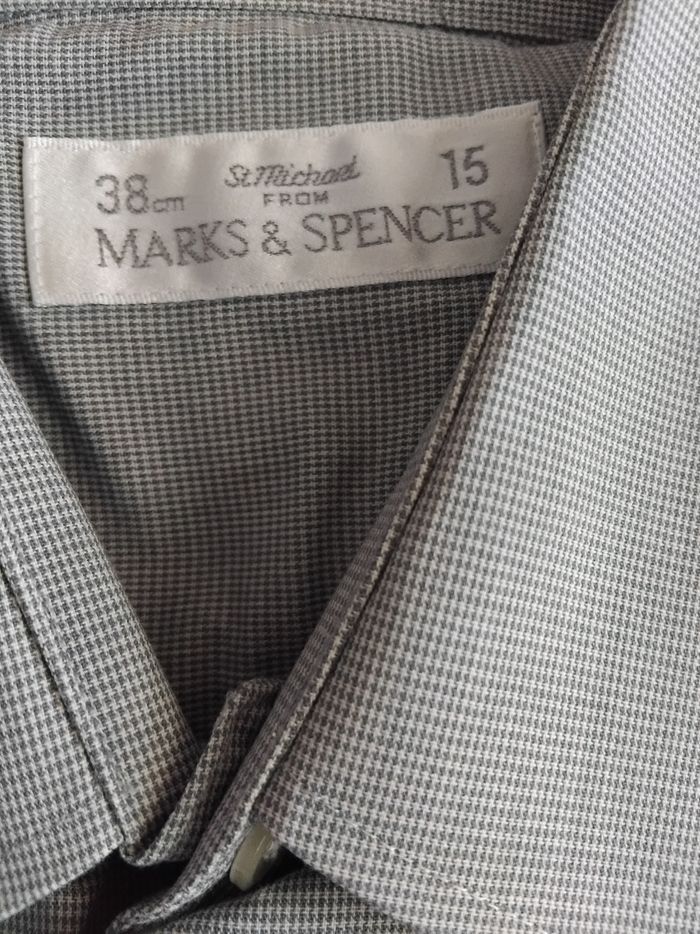 38cm St Michael 15
FROM
MARKS & SPENCER